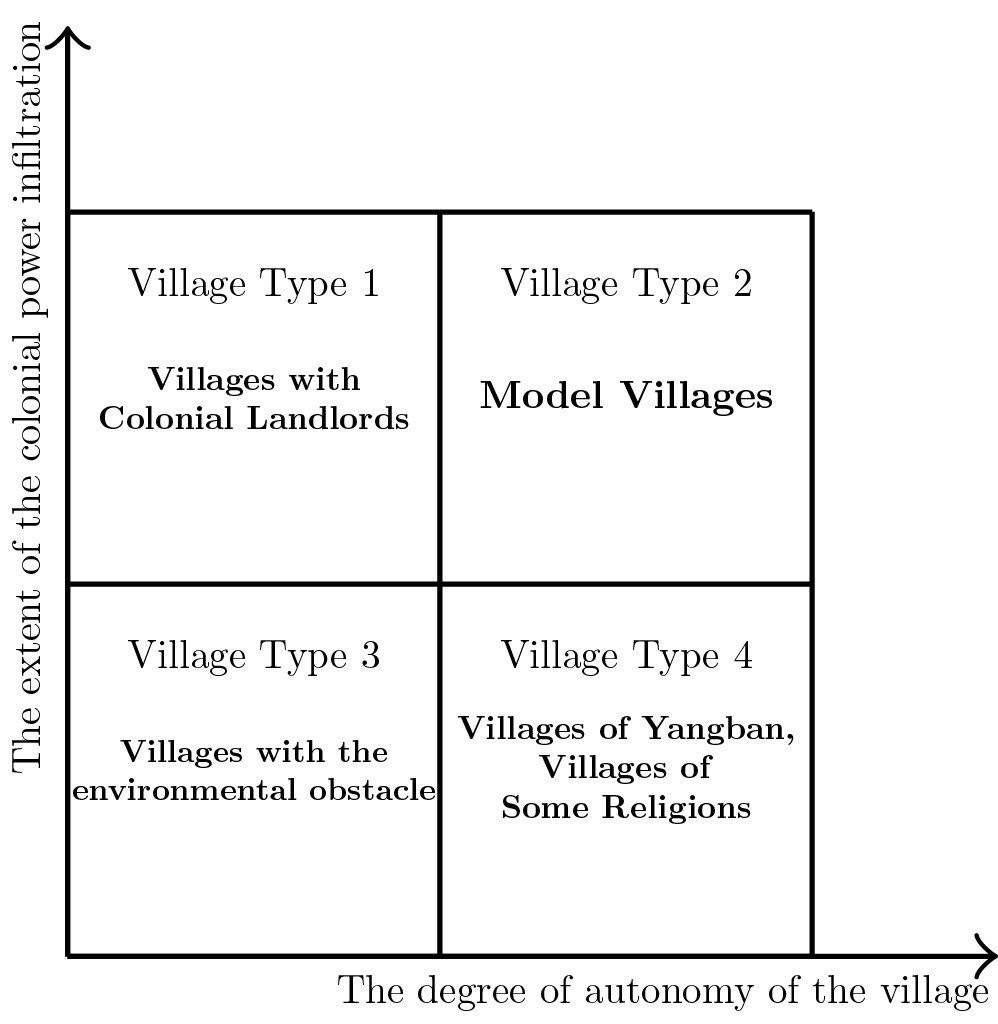 The extent of the colonial power infiltration
Village Type 1
Villages with
Colonial Landlords
Village Type 2
Model Villages
Village Type 3
Villages with the
environmental obstacle
Village Type 4
Villages of Yangban,
Villages of
Some Religions
The degree of autonomy of the village